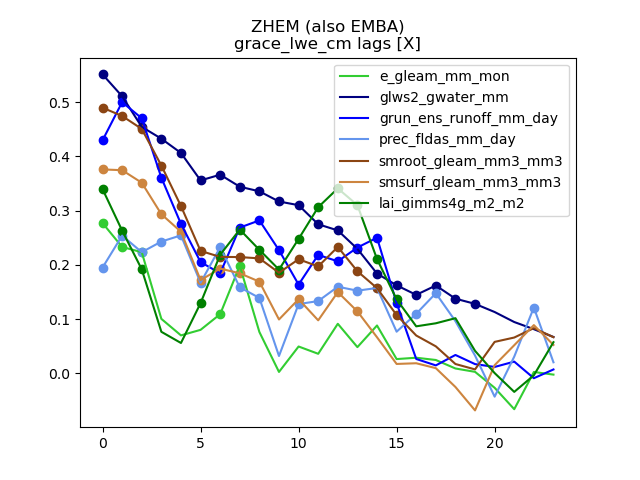 ZHEM (also EMBA)
grace_lwe_cm lags [X]
e_gleam_mm_mon
glws2_gwater_mm
grun_ens_runoff_mm_day
prec_fldas_mm_day
smroot_gleam_mm3_mm3
smsurf_gleam_mm3_mm3
lai_gimms4g_m2_m2
0.5
0.4
0.3
0.2
0.1
0.0
0 5 10 15 20